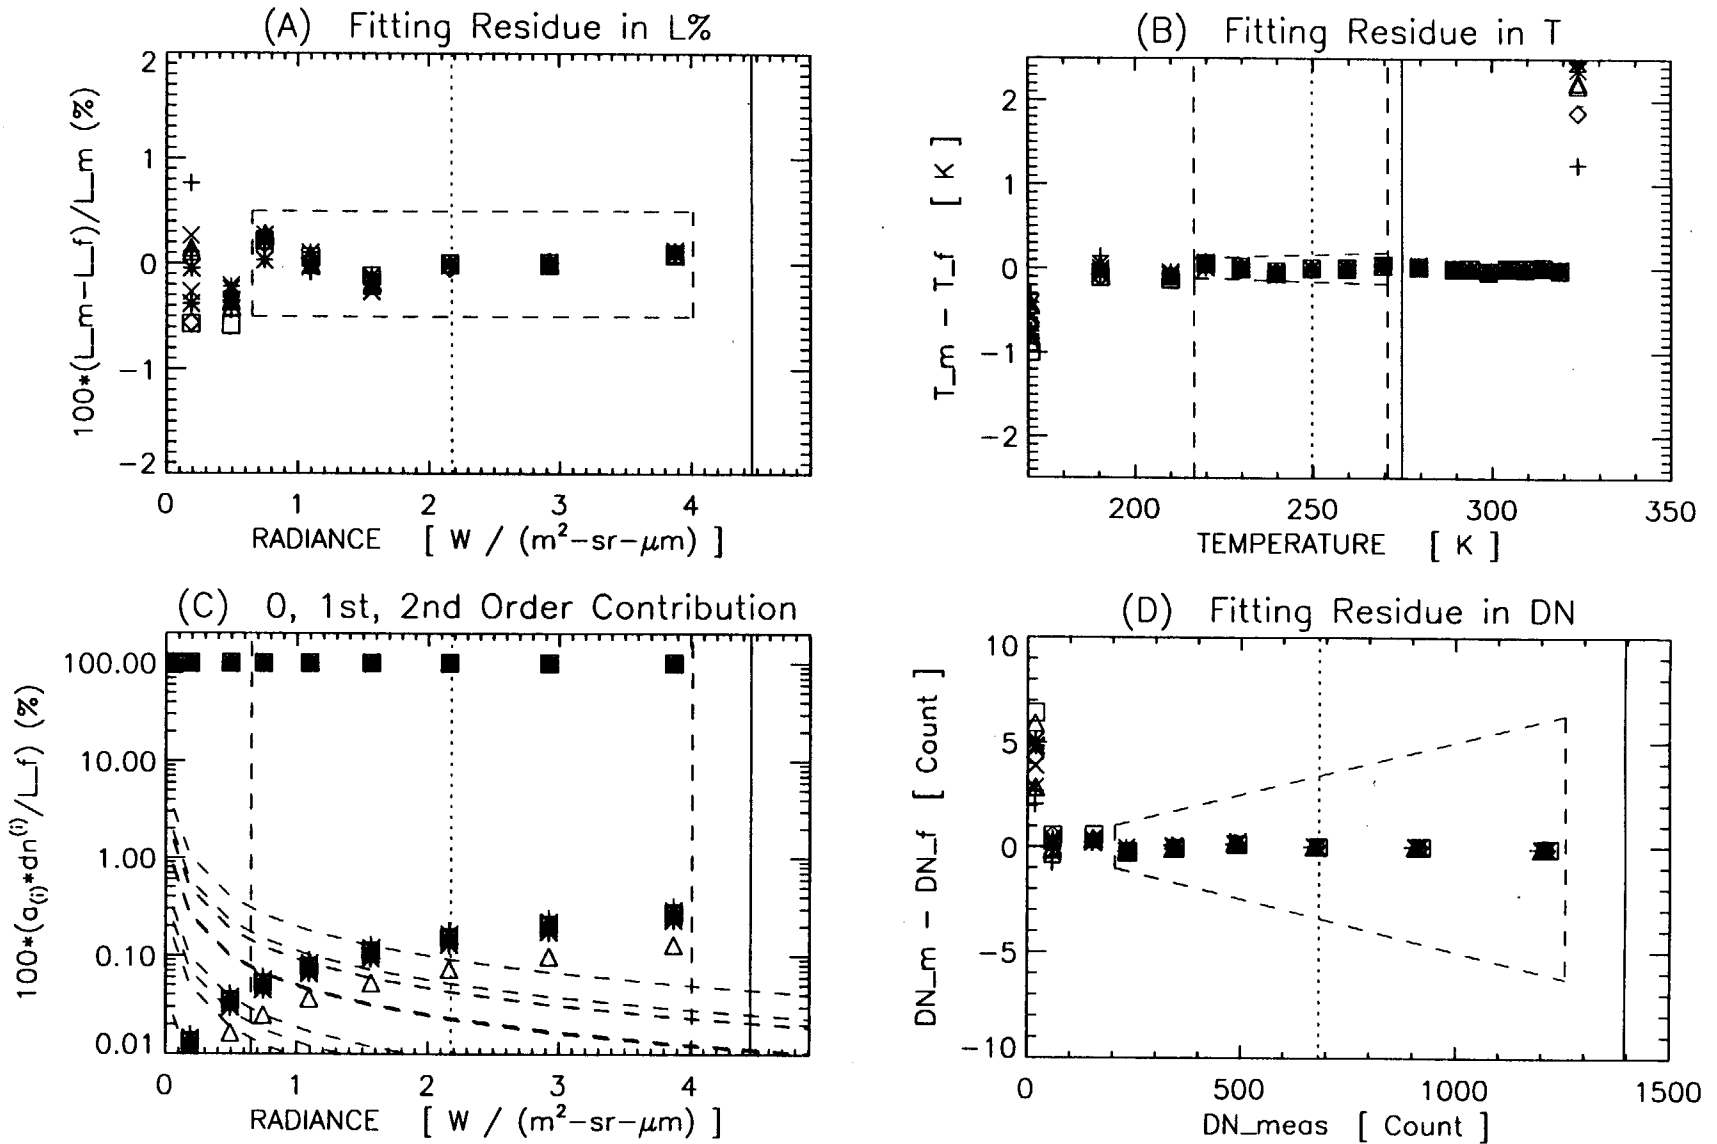 (A) Fitting Residue in L%
100*(L_m-L_f)/L_m (%)
2
1
0
-1
-2
0 1 2 3 4
RADIANCE [ W / (m²-sr-μm) ]
(B) Fitting Residue in T
T_m - T_f [ K ]
2
1
0
-1
-2
200 250 300 350
TEMPERATURE [ K ]
(C) 0, 1st, 2nd Order Contribution
100*(a(i)*dn(i)/L_f) (%)
100.00
10.00
1.00
0.10
0.01
0 1 2 3 4
RADIANCE [ W / (m²-sr-μm) ]
(D) Fitting Residue in DN
DN_m - DN_f [ Count ]
10
5
0
-5
-10
0 500 1000 1500
DN_meas [ Count ]